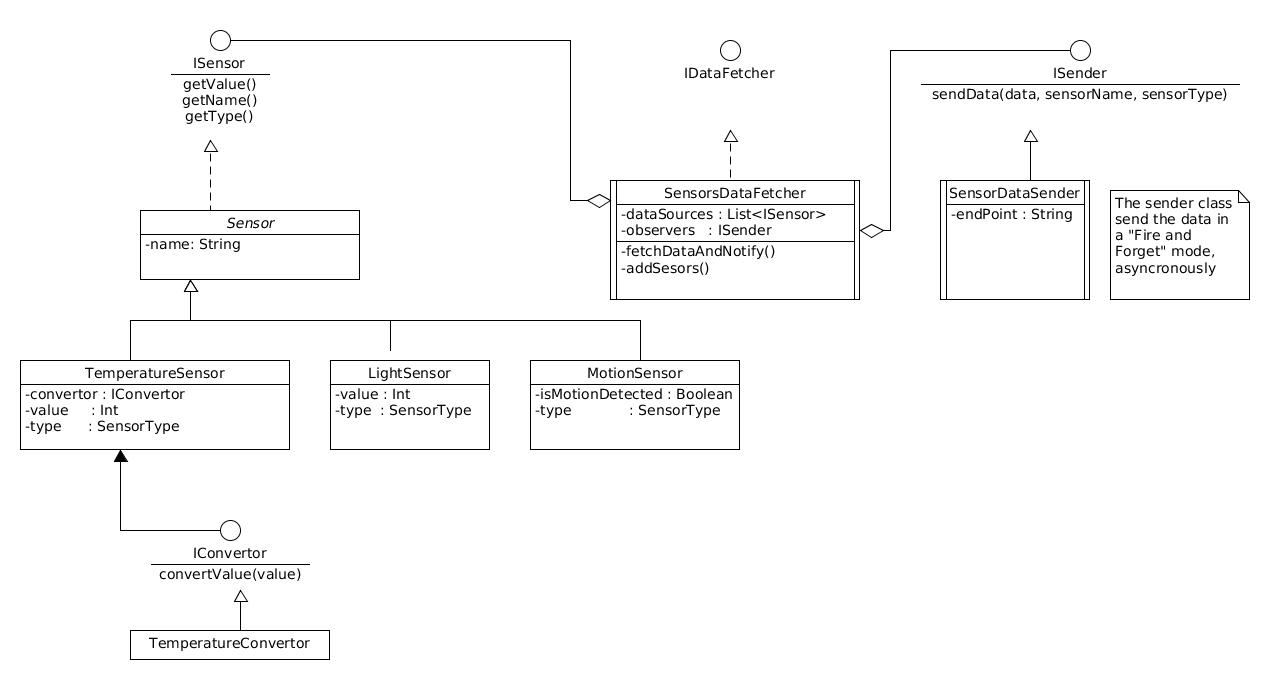 ISensor
getValue()
getName()
getType()
IDataFetcher
ISender
sendData(data, sensorName, sensorType)
Sensor
-name: String
SensorsDataFetcher
-dataSources : List<ISensor>
-observers : ISender
-fetchDataAndNotify()
-addSesors()
SensorDataSender
-endPoint : String
The sender class
send the data in
a "Fire and
Forget" mode,
asyncronously
TemperatureSensor
-convertor : IConvertor
-value : Int
-type : SensorType
LightSensor
-value : Int
-type : SensorType
MotionSensor
-isMotionDetected : Boolean
-type : SensorType
IConvertor
convertValue(value)
TemperatureConvertor